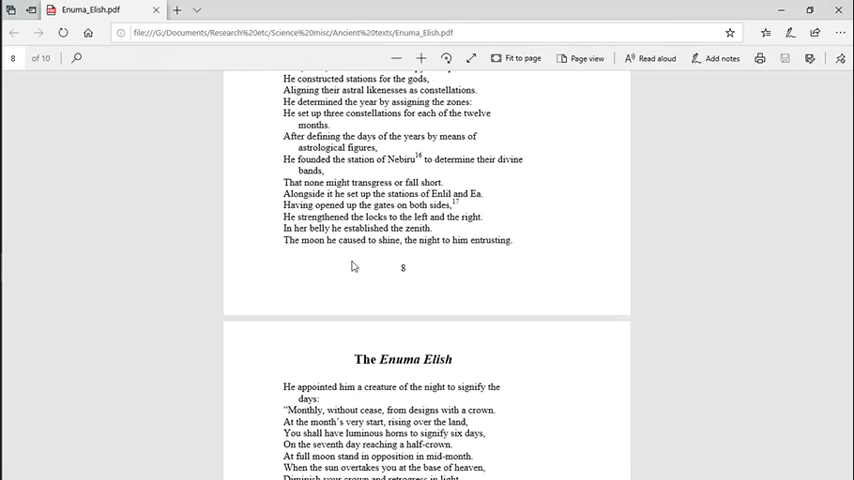 Enuma_Elish.pdf
file:///G:/Documents/Research%20etc/Science%20misc/Ancient%20texts/Enuma_Elish.pdf
8 of 10
Fit to page
Page view
Read aloud
Add notes
He constructed stations for the gods,
Aligning their astral likenesses as constellations.
He determined the year by assigning the zones:
He set up three constellations for each of the twelve
months.
After defining the days of the years by means of
astrological figures,
He founded the station of Nebiru16 to determine their divine
bands,
That none might transgress or fall short.
Alongside it he set up the stations of Enlil and Ea.
Having opened up the gates on both sides,17
He strengthened the locks to the left and the right.
In her belly he established the zenith.
The moon he caused to shine, the night to him entrusting.
8
The Enuma Elish
He appointed him a creature of the night to signify the
days:
“Monthly, without cease, from designs with a crown.
At the month’s very start, rising over the land,
You shall have luminous horns to signify six days,
On the seventh day reaching a half-crown.
At full moon stand in opposition in mid-month.
When the sun overtakes you at the base of heaven,
Diminish your crown and retrogress in light.